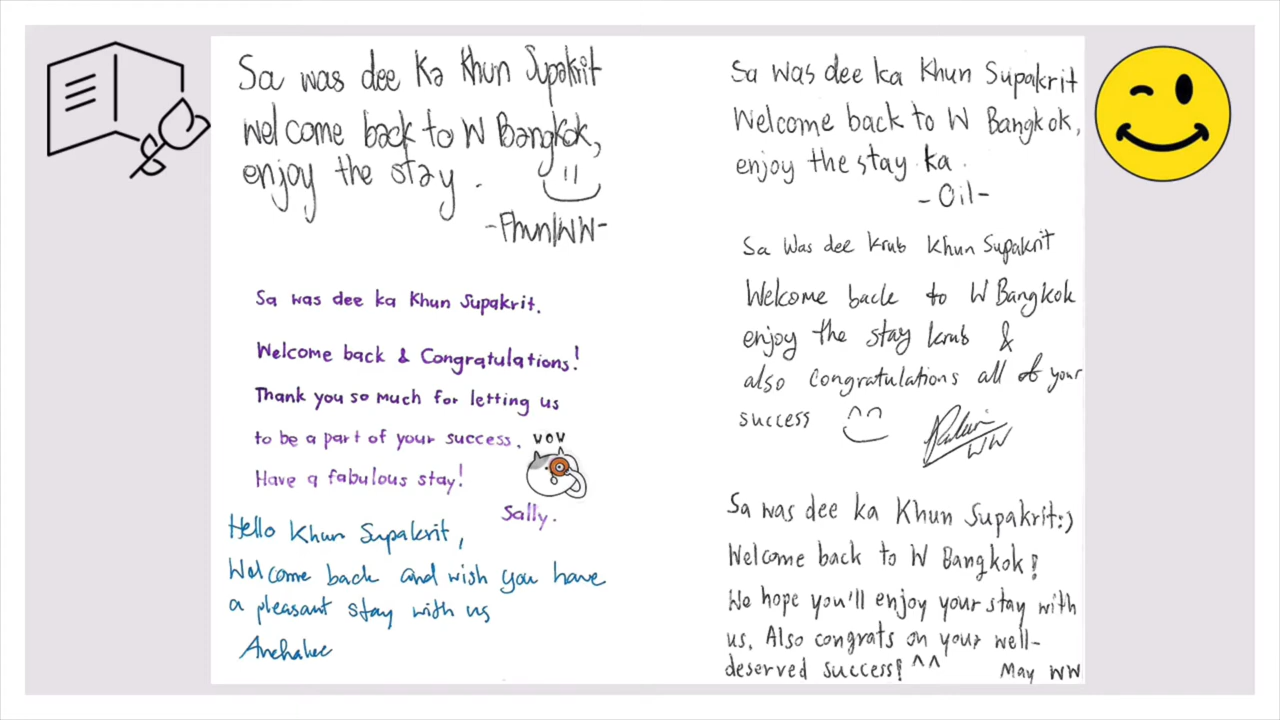 Sa was dee ka Khun Supakrit
Welcome back to W Bangkok,
enjoy the stay.
-Phun/WW-
Sa was dee ka Khun Supakrit.
Welcome back & Congratulations!
Thank you so much for letting us
to be a part of your success.
Have a fabulous stay!
Sally.
Hello Khun Supakrit,
Welcome back and wish you have
a pleasant stay with us
Anchalee
Sa was dee ka Khun Supakrit
Welcome back to W Bangkok,
enjoy the stay ka.
-Oil-
Sa was dee krub Khun Supakrit
Welcome back to W Bangkok
enjoy the stay krub &
also congratulations all of your
success ^^
WW
Sa was dee ka Khun Supakrit:)
Welcome back to W Bangkok!
We hope you'll enjoy your stay with
us. Also congrats on your well-
deserved success! ^^
May WW